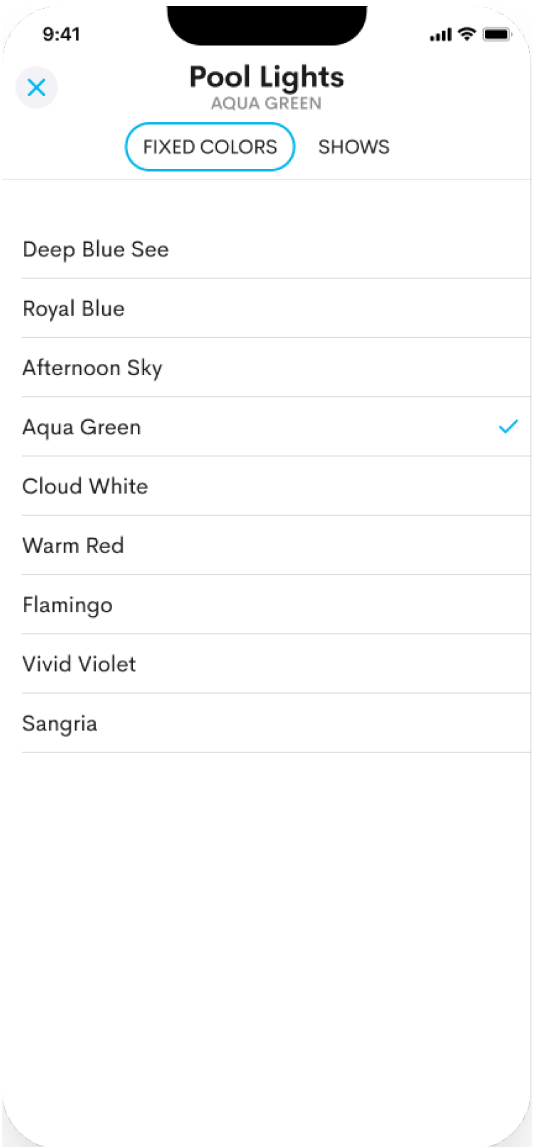 9:41
Pool Lights
AQUA GREEN
FIXED COLORS SHOWS
Deep Blue See
Royal Blue
Afternoon Sky
Aqua Green
Cloud White
Warm Red
Flamingo
Vivid Violet
Sangria